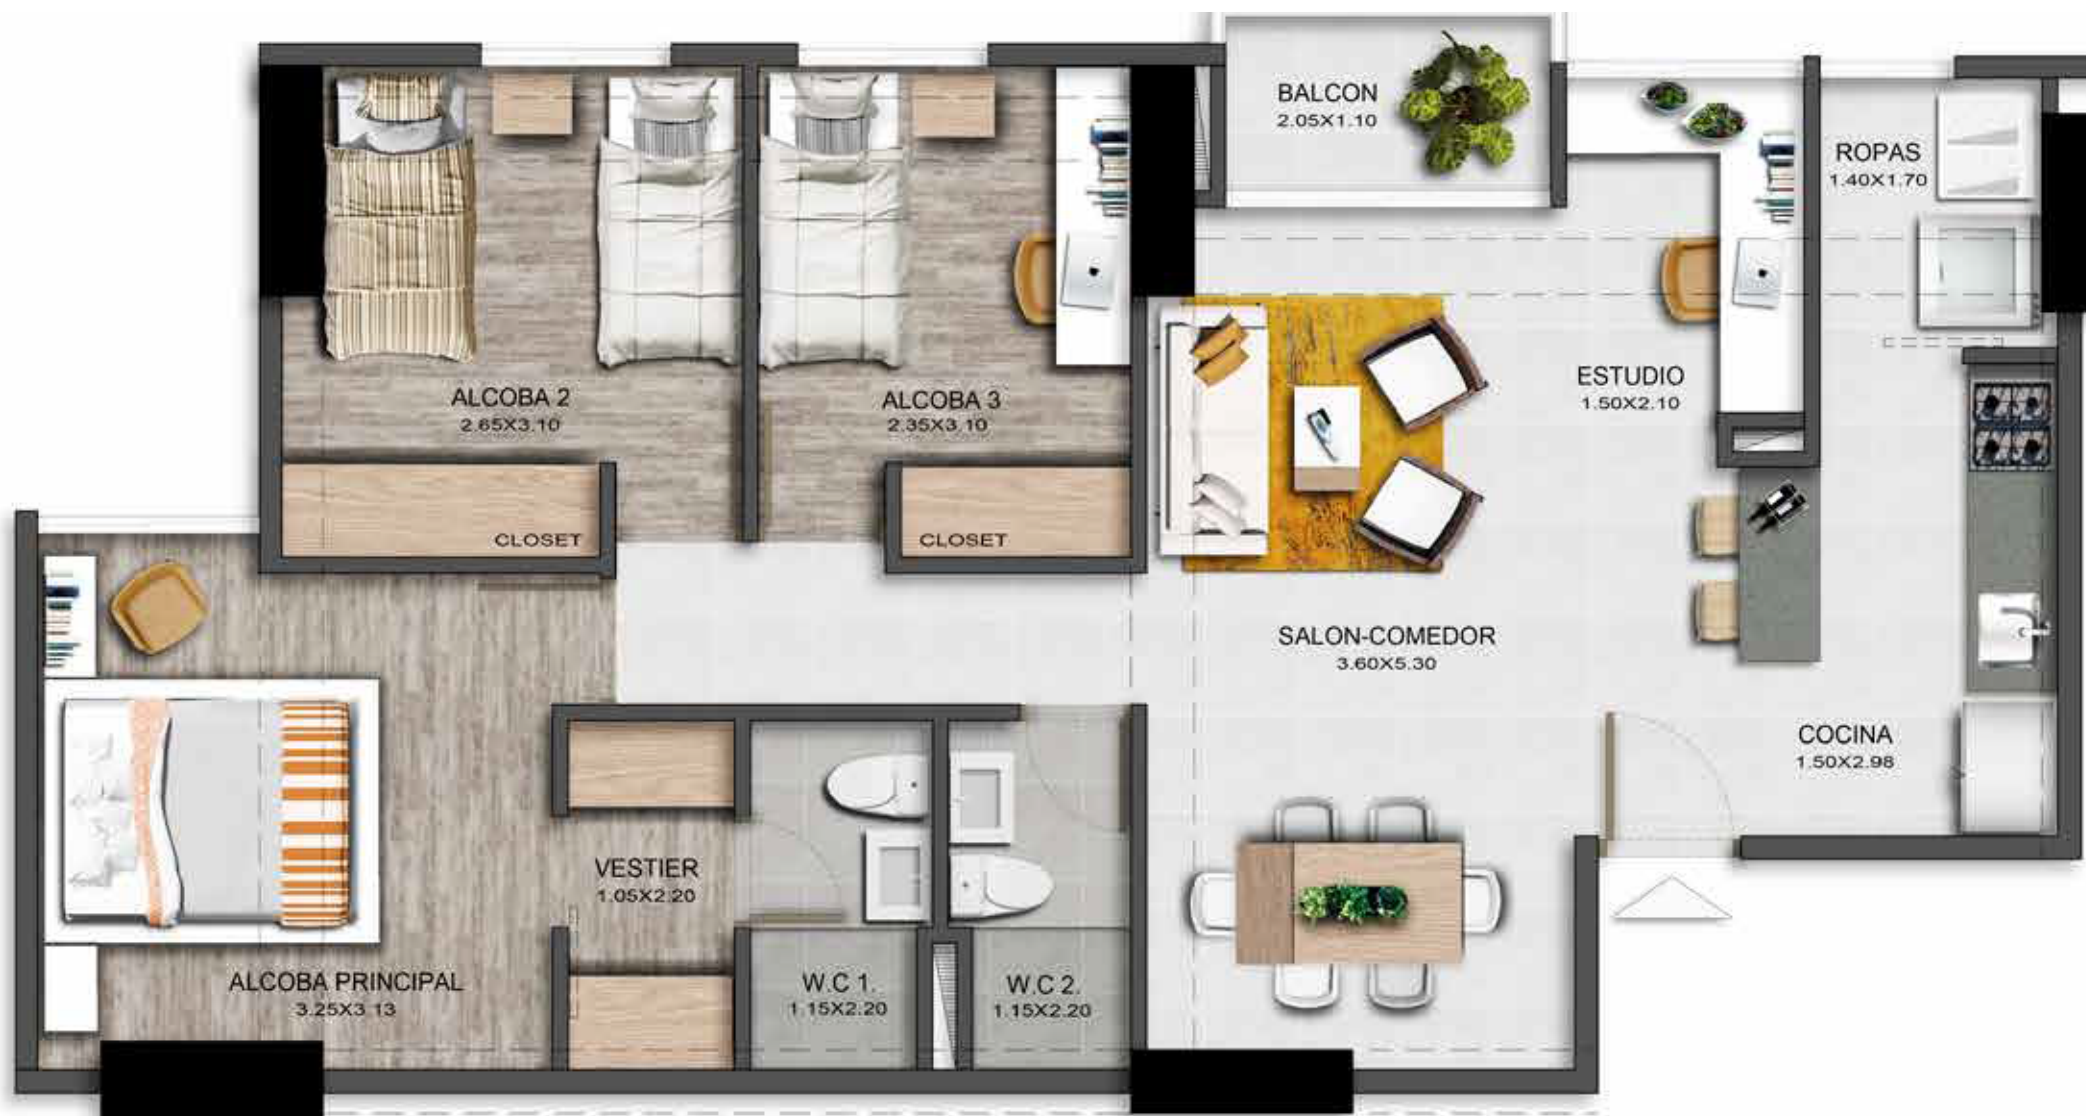 BALCON
2.05X1.10
ROPAS
1.40X1.70
ALCOBA 2
2.65X3.10
ALCOBA 3
2.35X3.10
ESTUDIO
1.50X2.10
CLOSET
CLOSET
SALON-COMEDOR
3.60X5.30
COCINA
1.50X2.98
VESTIER
1.05X2.20
ALCOBA PRINCIPAL
3.25X3.13
W.C 1.
1.15X2.20
W.C 2.
1.15X2.20